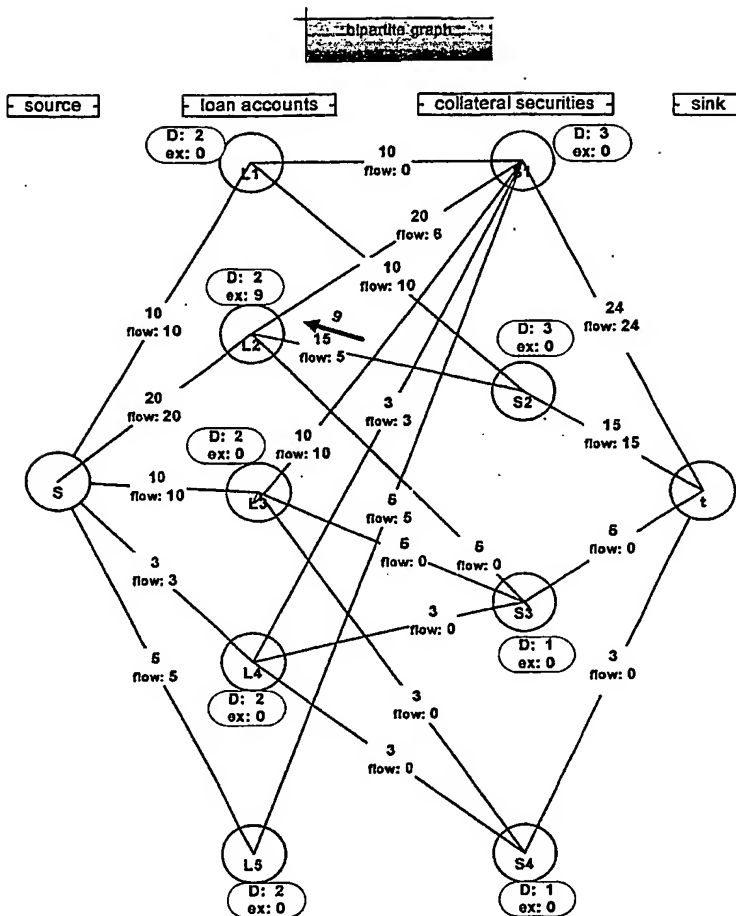 bipartite graph
source
loan accounts
collateral securities
sink
D: 2
ex: 0
D: 3
ex: 0
10
flow: 0
L1
S1
20
flow: 6
10
flow: 10
D: 2
ex: 9
10
flow: 10
24
flow: 24
9
D: 3
ex: 0
L2
15
flow: 5
S2
20
flow: 20
3
flow: 3
15
flow: 15
D: 2
ex: 0
10
flow: 10
S
10
flow: 10
L3
t
5
flow: 5
5
flow: 0
5
flow: 0
5
flow: 0
3
flow: 3
3
flow: 0
S3
D: 1
ex: 0
5
flow: 5
L4
D: 2
ex: 0
3
flow: 0
3
flow: 0
3
flow: 0
L5
D: 2
ex: 0
S4
D: 1
ex: 0